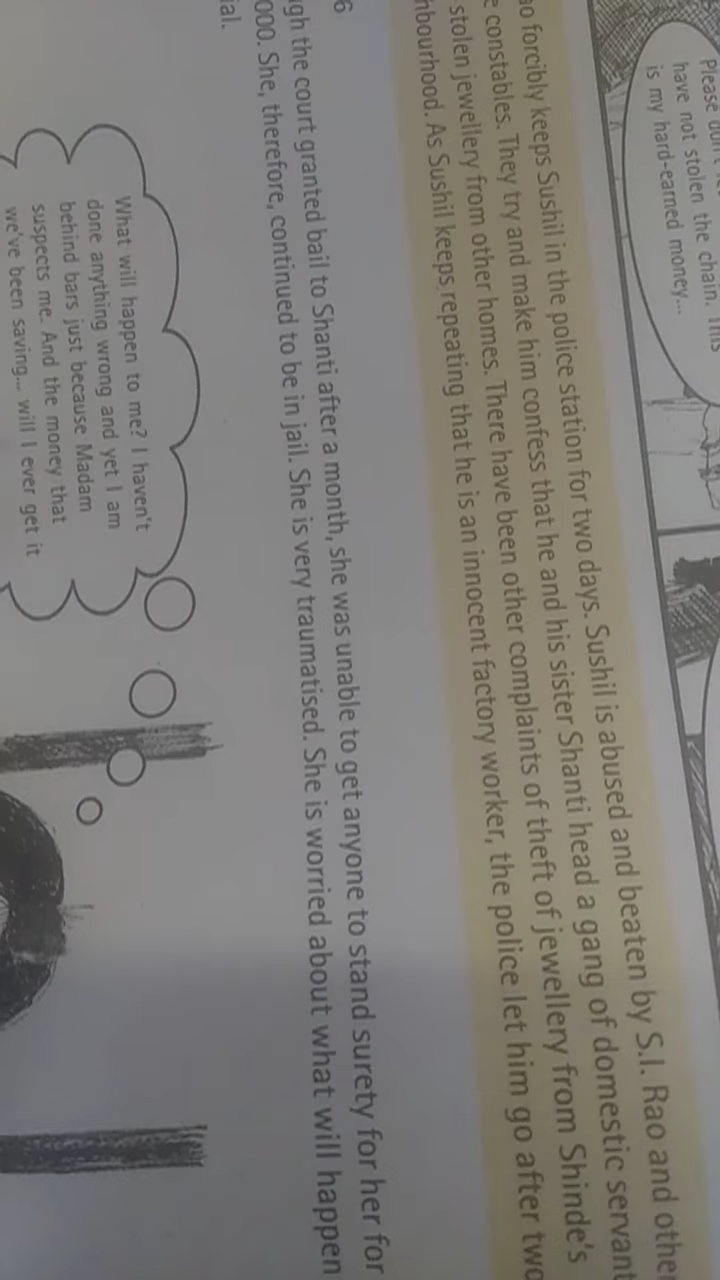 have not stolen the chain. This
is my hard-earned money...
forcibly keeps Sushil in the police station for two days. Sushil is abused and beaten by S.I. Rao and
constables. They try and make him confess that he and his sister Shanti head a gang of domestic
stolen jewellery from other homes. There have been other complaints of theft of jewellery from Shinde's
As Sushil keeps repeating that he is an innocent factory worker, the police let him go after two
the court granted bail to Shanti after a month, she was unable to get anyone to stand surety for her for
000. She, therefore, continued to be in jail. She is very traumatised. She is worried about what will happen
What will happen to me? I haven't
done anything wrong and yet I am
behind bars just because Madam
suspects me. And the money that
we've been saving... will I ever get it